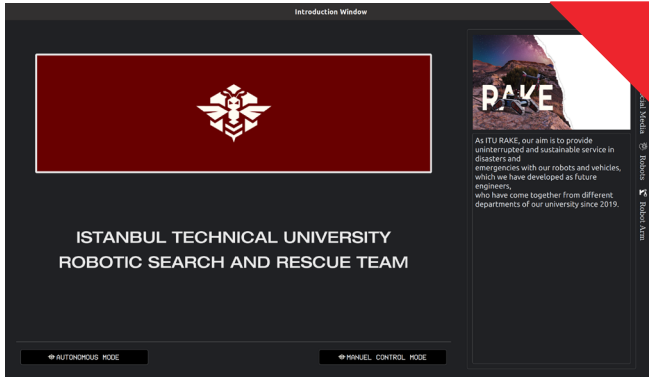 Introduction Window
ISTANBUL TECHNICAL UNIVERSITY
ROBOTIC SEARCH AND RESCUE TEAM
AUTONOMOUS MODE
MANUEL CONTROL MODE
RAKE
As ITU RAKE, our aim is to provide
uninterrupted and sustainable service in
disasters and
emergencies with our robots and vehicles,
which we have developed as future
engineers,
who have come together from different
departments of our university since 2019.
Media
Robots
Robot Arm